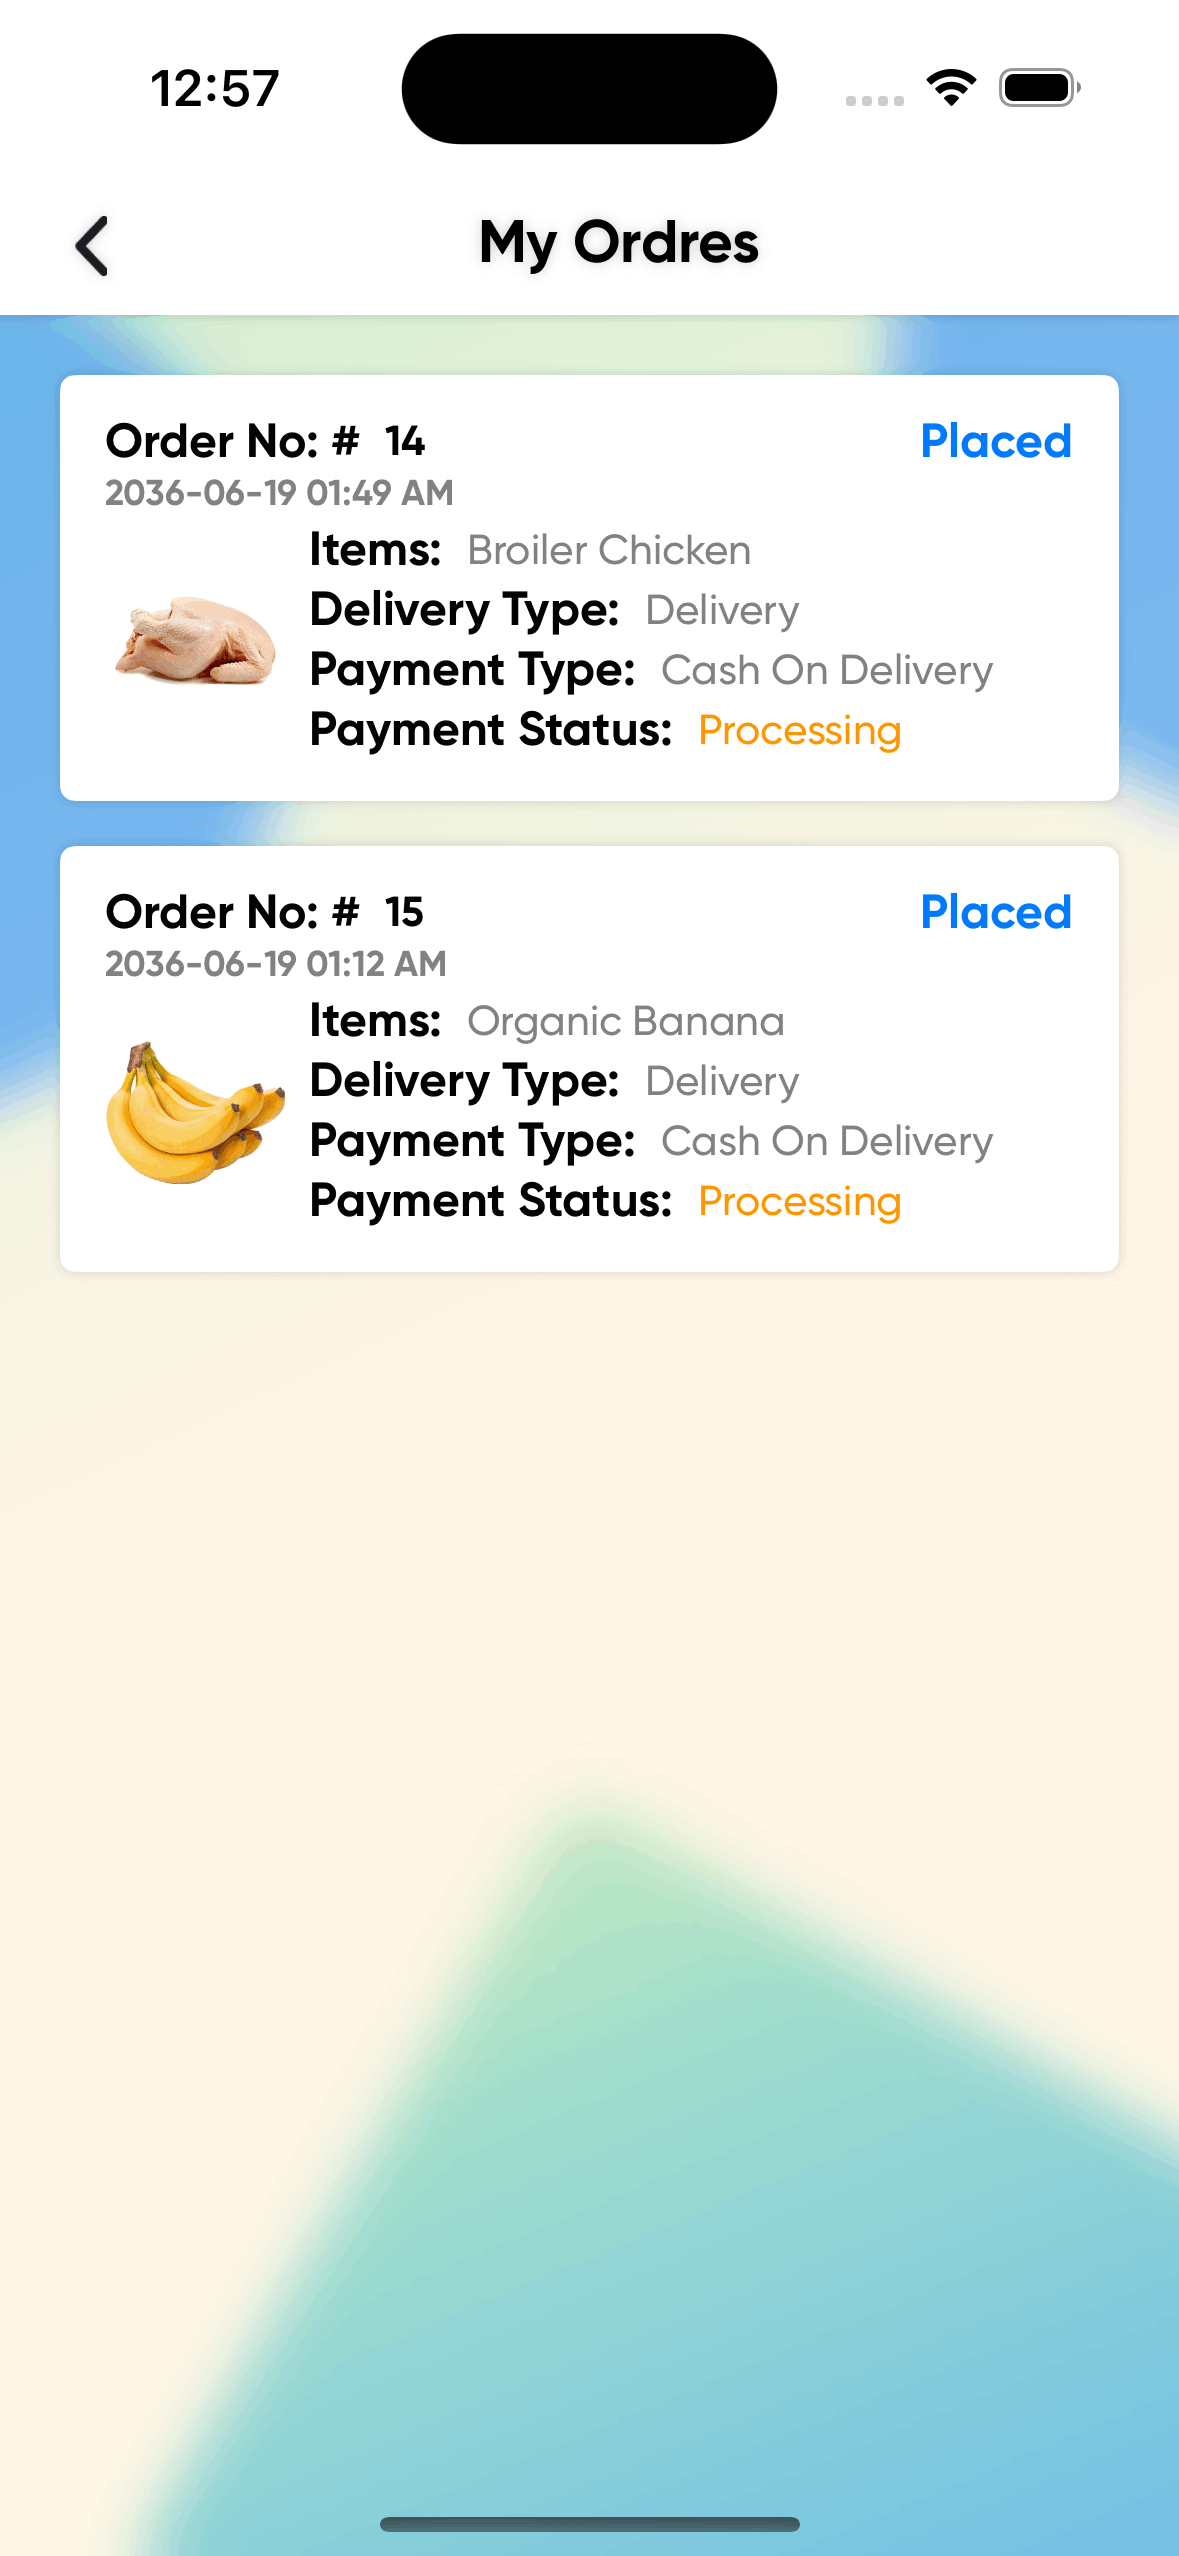 12:57
My Ordres
Order No: # 14 Placed
2036-06-19 01:49 AM
Items: Broiler Chicken
Delivery Type: Delivery
Payment Type: Cash On Delivery
Payment Status: Processing
Order No: # 15 Placed
2036-06-19 01:12 AM
Items: Organic Banana
Delivery Type: Delivery
Payment Type: Cash On Delivery
Payment Status: Processing